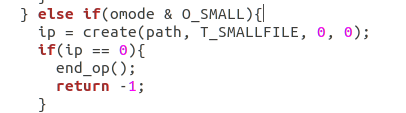 } else if(omode & O_SMALL){
ip = create(path, T_SMALLFILE, 0, 0);
if(ip == 0){
end_op();
return -1;
}